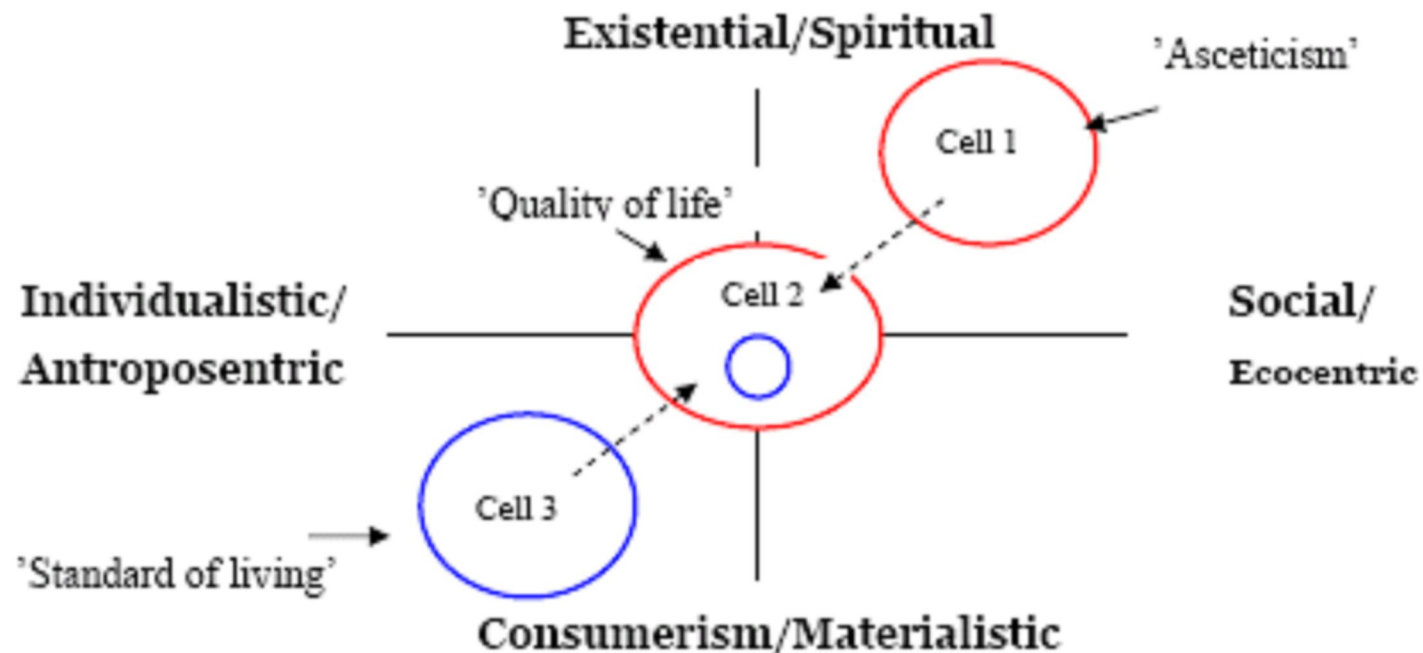 Existential/Spiritual
’Asceticism’
Cell 1
’Quality of life’
Cell 2
Individualistic/
Antroposentric
Social/
Ecocentric
Cell 3
’Standard of living’
Consumerism/Materialistic